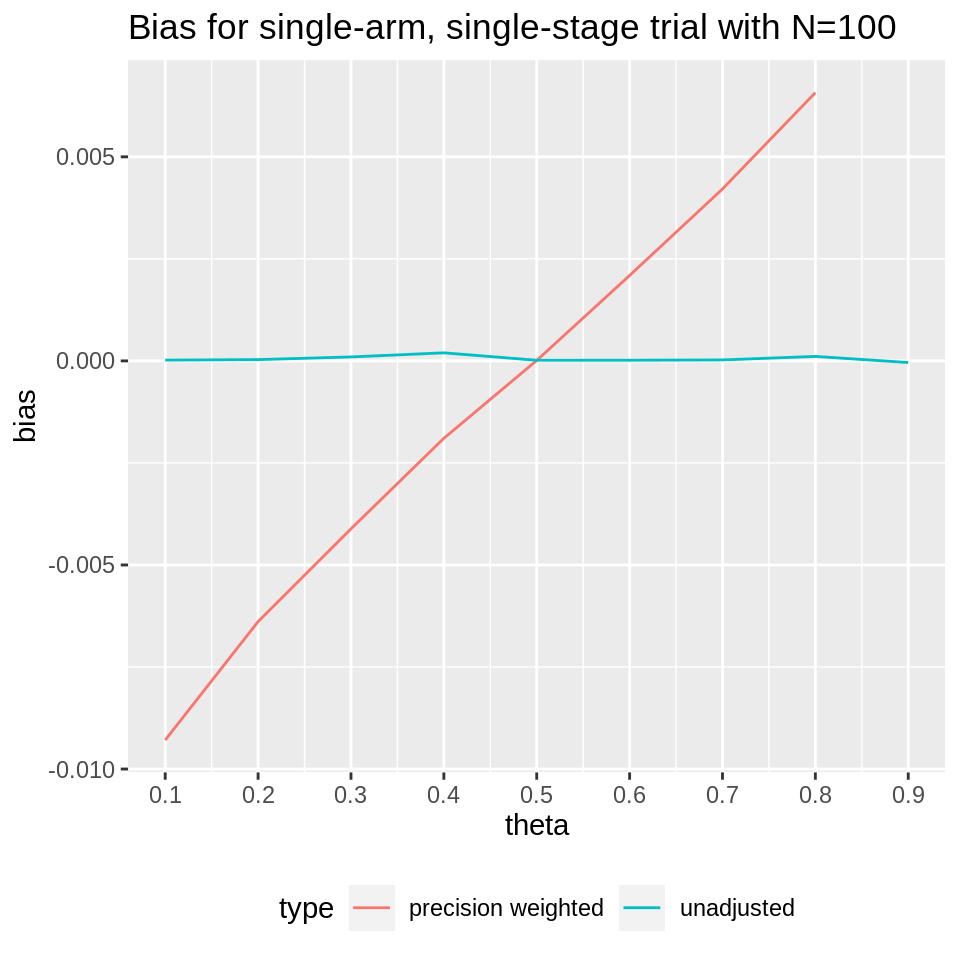 Bias for single-arm, single-stage trial with N=100
0.005
0.000
-0.005
-0.010
bias
0.1 0.2 0.3 0.4 0.5 0.6 0.7 0.8 0.9
theta
type precision weighted unadjusted